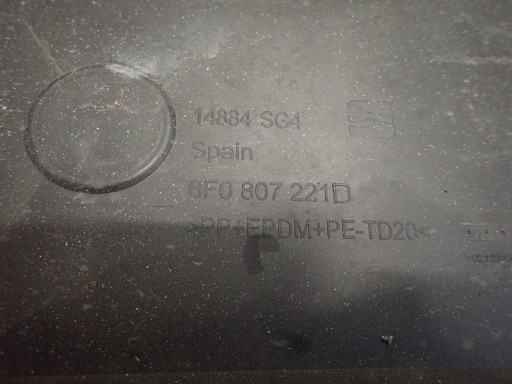 14884 SG4
Spain
6F0 807 221D
>PP+EPDM+PE-TD20<